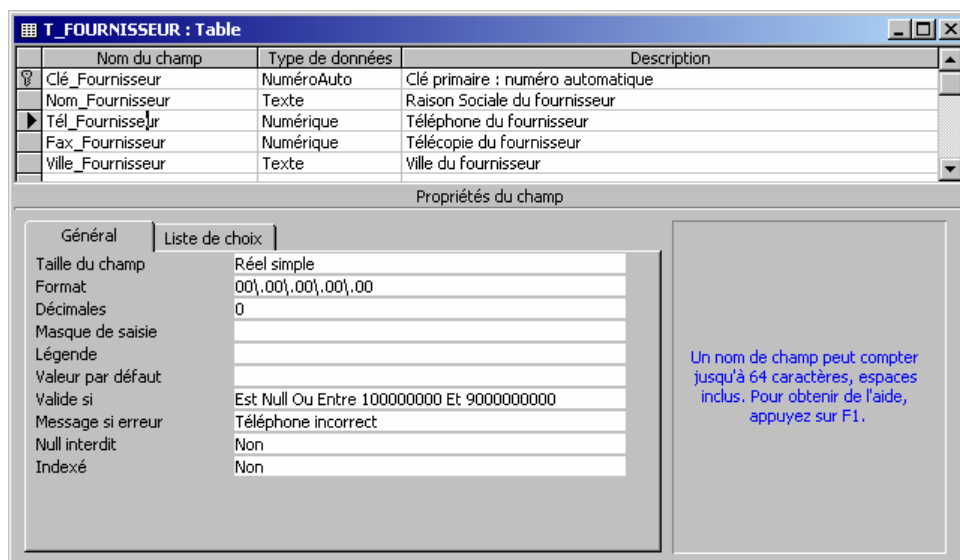 T_FOURNISSEUR : Table
Nom du champ Type de données Description
Clé_Fournisseur NuméroAuto Clé primaire : numéro automatique
Nom_Fournisseur Texte Raison Sociale du fournisseur
Tél_Fournisseur Numérique Téléphone du fournisseur
Fax_Fournisseur Numérique Télécopie du fournisseur
Ville_Fournisseur Texte Ville du fournisseur
Propriétés du champ
Général Liste de choix
Taille du champ Réel simple
Format 00\.00\.00\.00\.00
Décimales 0
Masque de saisie
Légende
Valeur par défaut
Valide si Est Null Ou Entre 100000000 Et 9000000000
Message si erreur Téléphone incorrect
Null interdit Non
Indexé Non
Un nom de champ peut compter
jusqu'à 64 caractères, espaces
inclus. Pour obtenir de l'aide,
appuyez sur F1.